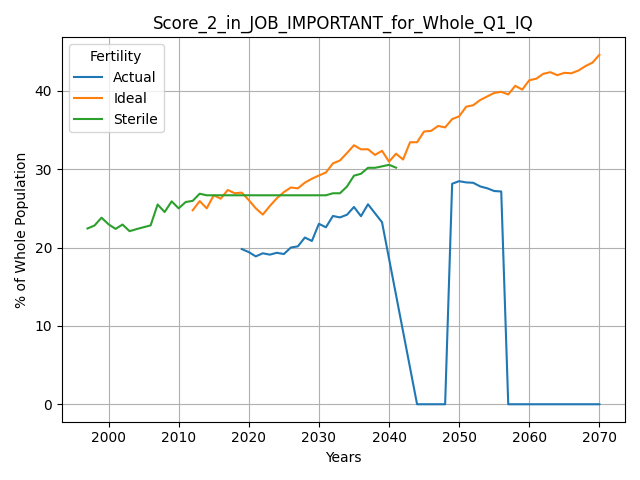 Score_2_in_JOB_IMPORTANT_for_Whole_Q1_IQ
Fertility
Actual
Ideal
Sterile
% of Whole Population
40
30
20
10
0
2000 2010 2020 2030 2040 2050 2060 2070
Years